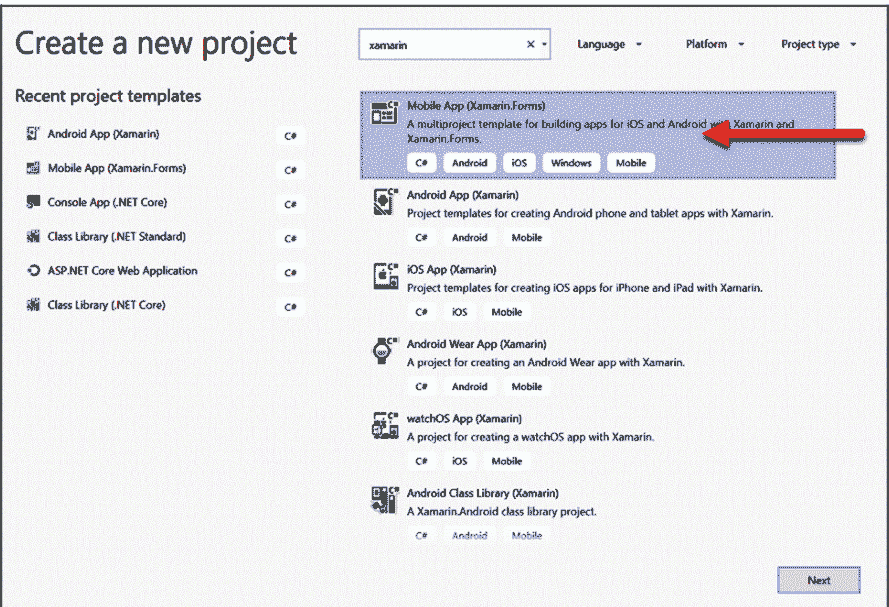 Create a new project
xamarin
Language
Platform
Project type
Recent project templates
Android App (Xamarin)
C#
Mobile App (Xamarin.Forms)
C#
Console App (.NET Core)
C#
Class Library (.NET Standard)
C#
ASP.NET Core Web Application
C#
Class Library (.NET Core)
C#
Mobile App (Xamarin.Forms)
A multiproject template for building apps for iOS and Android with Xamarin and
Xamarin.Forms.
C# Android iOS Windows Mobile
Android App (Xamarin)
Project templates for creating Android phone and tablet apps with Xamarin.
C# Android Mobile
iOS App (Xamarin)
Project templates for creating iOS apps for iPhone and iPad with Xamarin.
C# iOS Mobile
Android Wear App (Xamarin)
A project for creating an Android Wear app with Xamarin.
C# Android Mobile
watchOS App (Xamarin)
A project for creating a watchOS app with Xamarin.
C# iOS Mobile
Android Class Library (Xamarin)
A Xamarin.Android class library project.
C# Android Mobile
Next